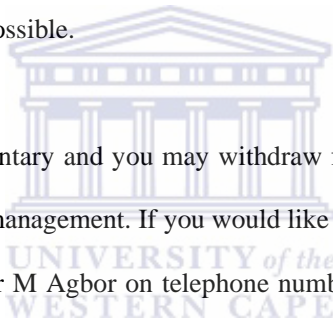 ossible.
ntary and you may withdraw
nanagement. If you would like
UNIVERSITY of the
r M Agbor on telephone numb
WESTERN CAPE